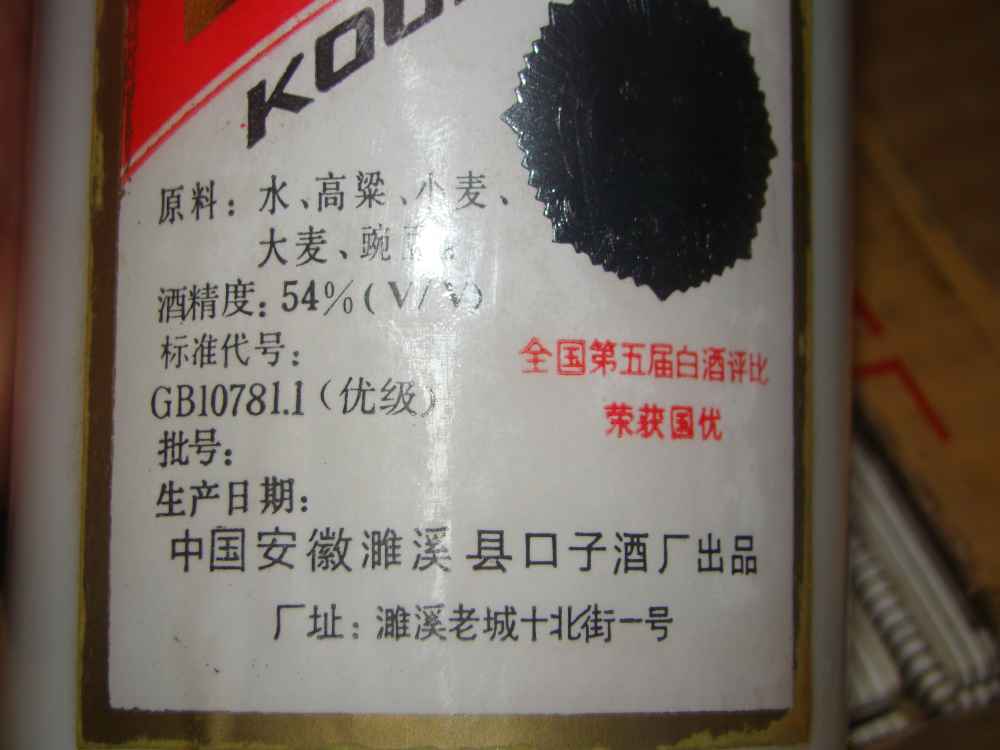 KOU
原料：水、高粱、小麦、
大麦、豌豆。
酒精度：54%(V/V)
标准代号：
GB10781.1（优级）
批号：
生产日期：
全国第五届白酒评比
荣获国优
中国安徽濉溪县口子酒厂出品
厂址：濉溪老城十北街一号